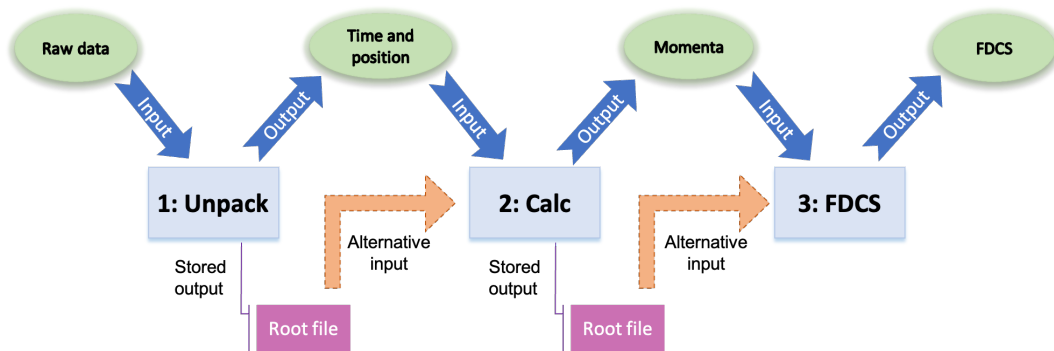 Raw data
Time and
position
Momenta
FDCS
Input
Output
Input
Output
Input
Output
1: Unpack
2: Calc
3: FDCS
Alternative
input
Alternative
input
Stored
output
Stored
output
Root file
Root file